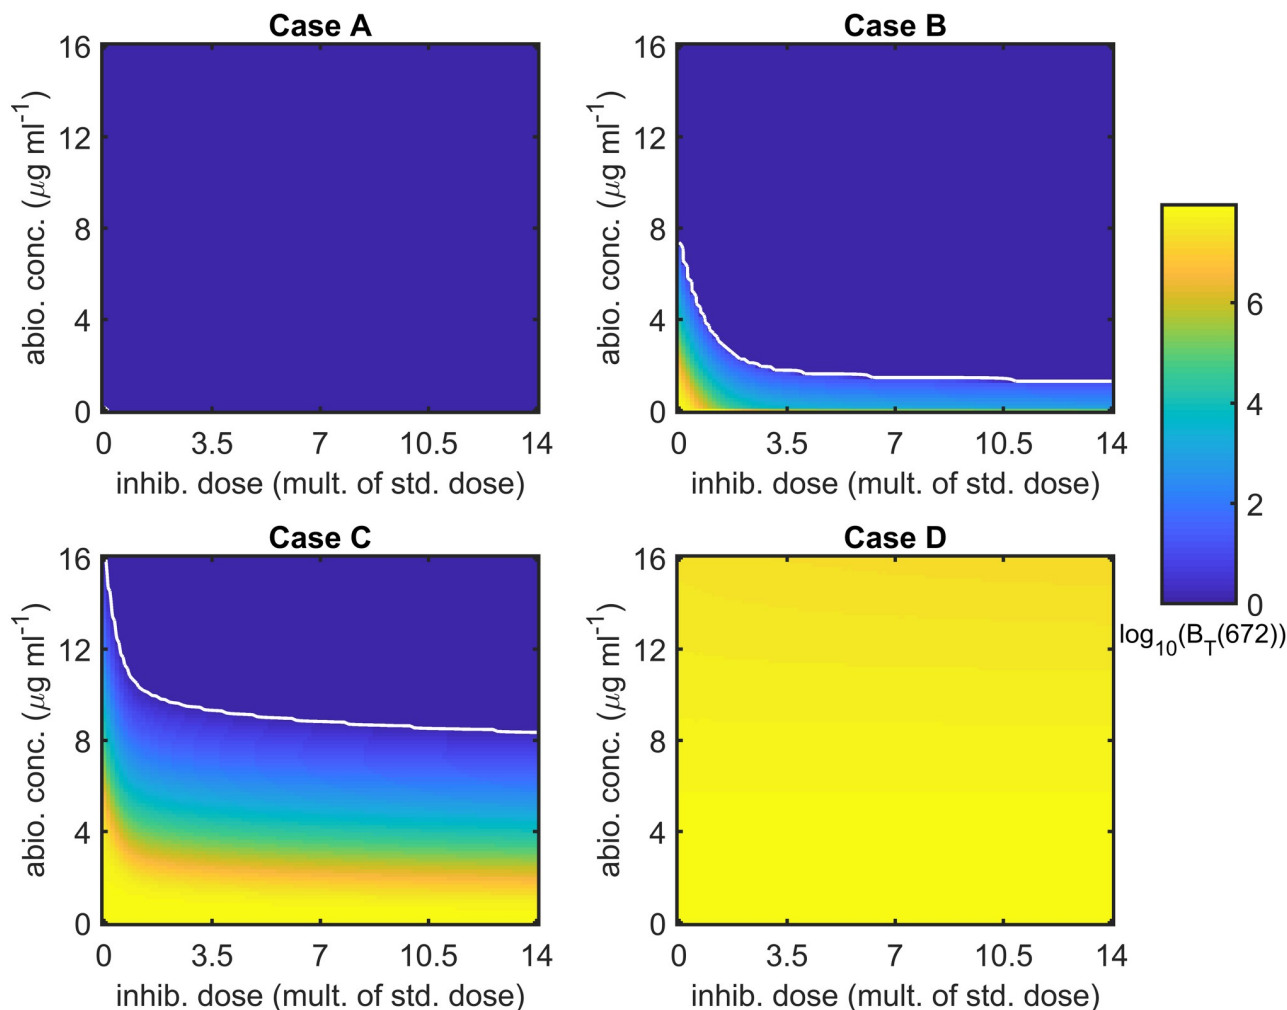 Case A
16
12
8
4
0
abio. conc. (μg ml⁻¹)
0 3.5 7 10.5 14
inhib. dose (mult. of std. dose)
Case B
16
12
8
4
0
abio. conc. (μg ml⁻¹)
0 3.5 7 10.5 14
inhib. dose (mult. of std. dose)
6
4
2
0
log₁₀(B_T(672))
Case C
16
12
8
4
0
abio. conc. (μg ml⁻¹)
0 3.5 7 10.5 14
inhib. dose (mult. of std. dose)
Case D
16
12
8
4
0
abio. conc. (μg ml⁻¹)
0 3.5 7 10.5 14
inhib. dose (mult. of std. dose)